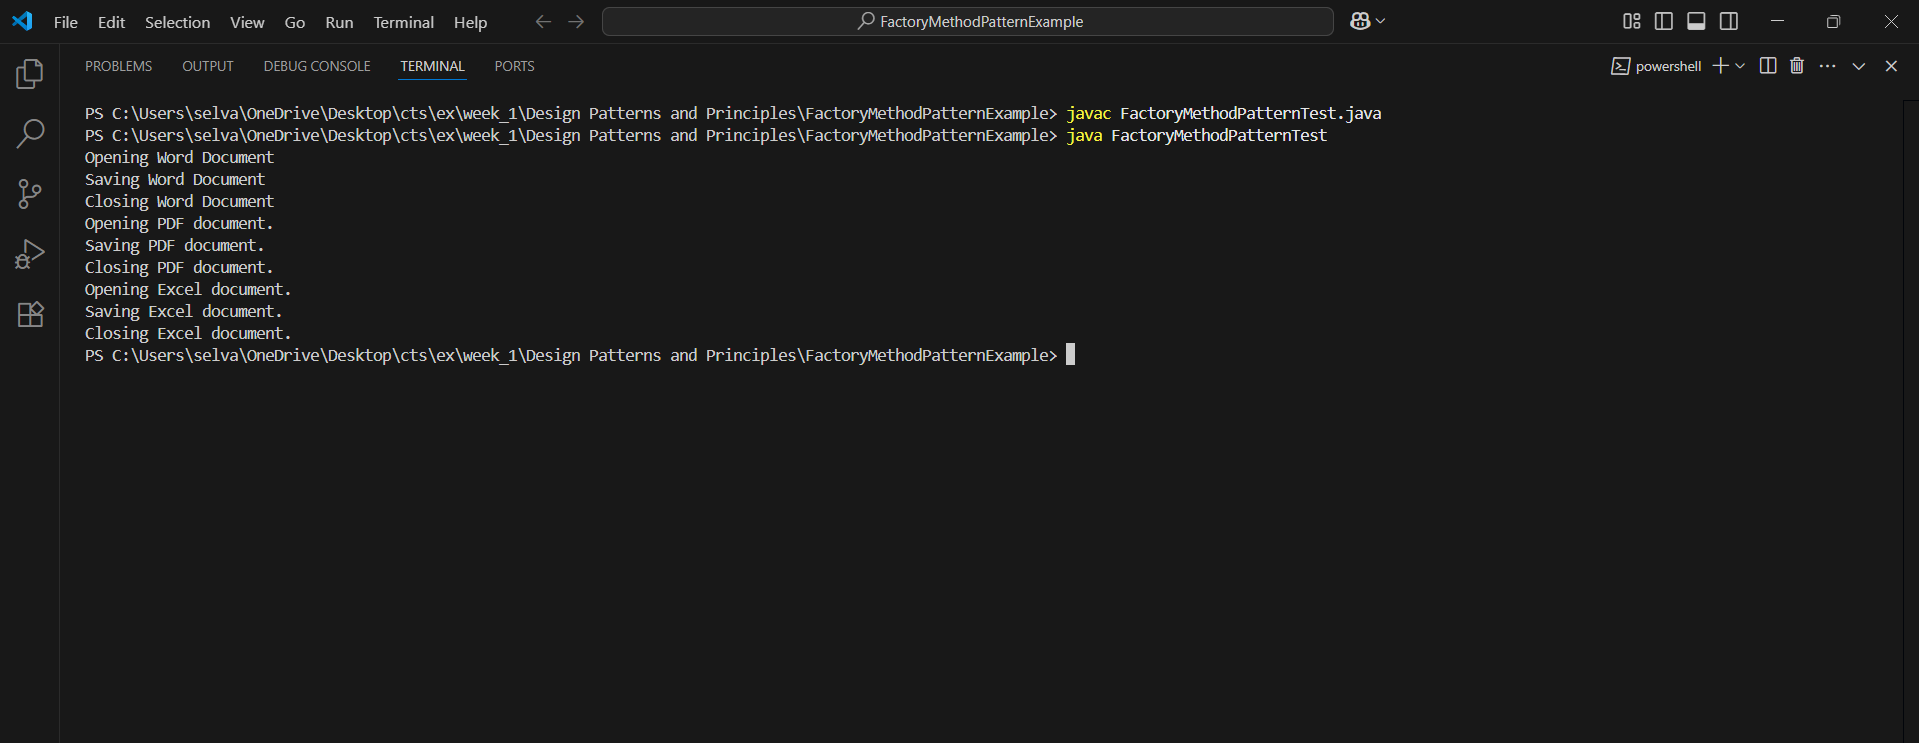 File Edit Selection View Go Run Terminal Help FactoryMethodPatternExample
PROBLEMS OUTPUT DEBUG CONSOLE TERMINAL PORTS powershell
PS C:\Users\selva\OneDrive\Desktop\cts\ex\week_1\Design Patterns and Principles\FactoryMethodPatternExample> javac FactoryMethodPatternTest.java
PS C:\Users\selva\OneDrive\Desktop\cts\ex\week_1\Design Patterns and Principles\FactoryMethodPatternExample> java FactoryMethodPatternTest
Opening Word Document
Saving Word Document
Closing Word Document
Opening PDF document.
Saving PDF document.
Closing PDF document.
Opening Excel document.
Saving Excel document.
Closing Excel document.
PS C:\Users\selva\OneDrive\Desktop\cts\ex\week_1\Design Patterns and Principles\FactoryMethodPatternExample>